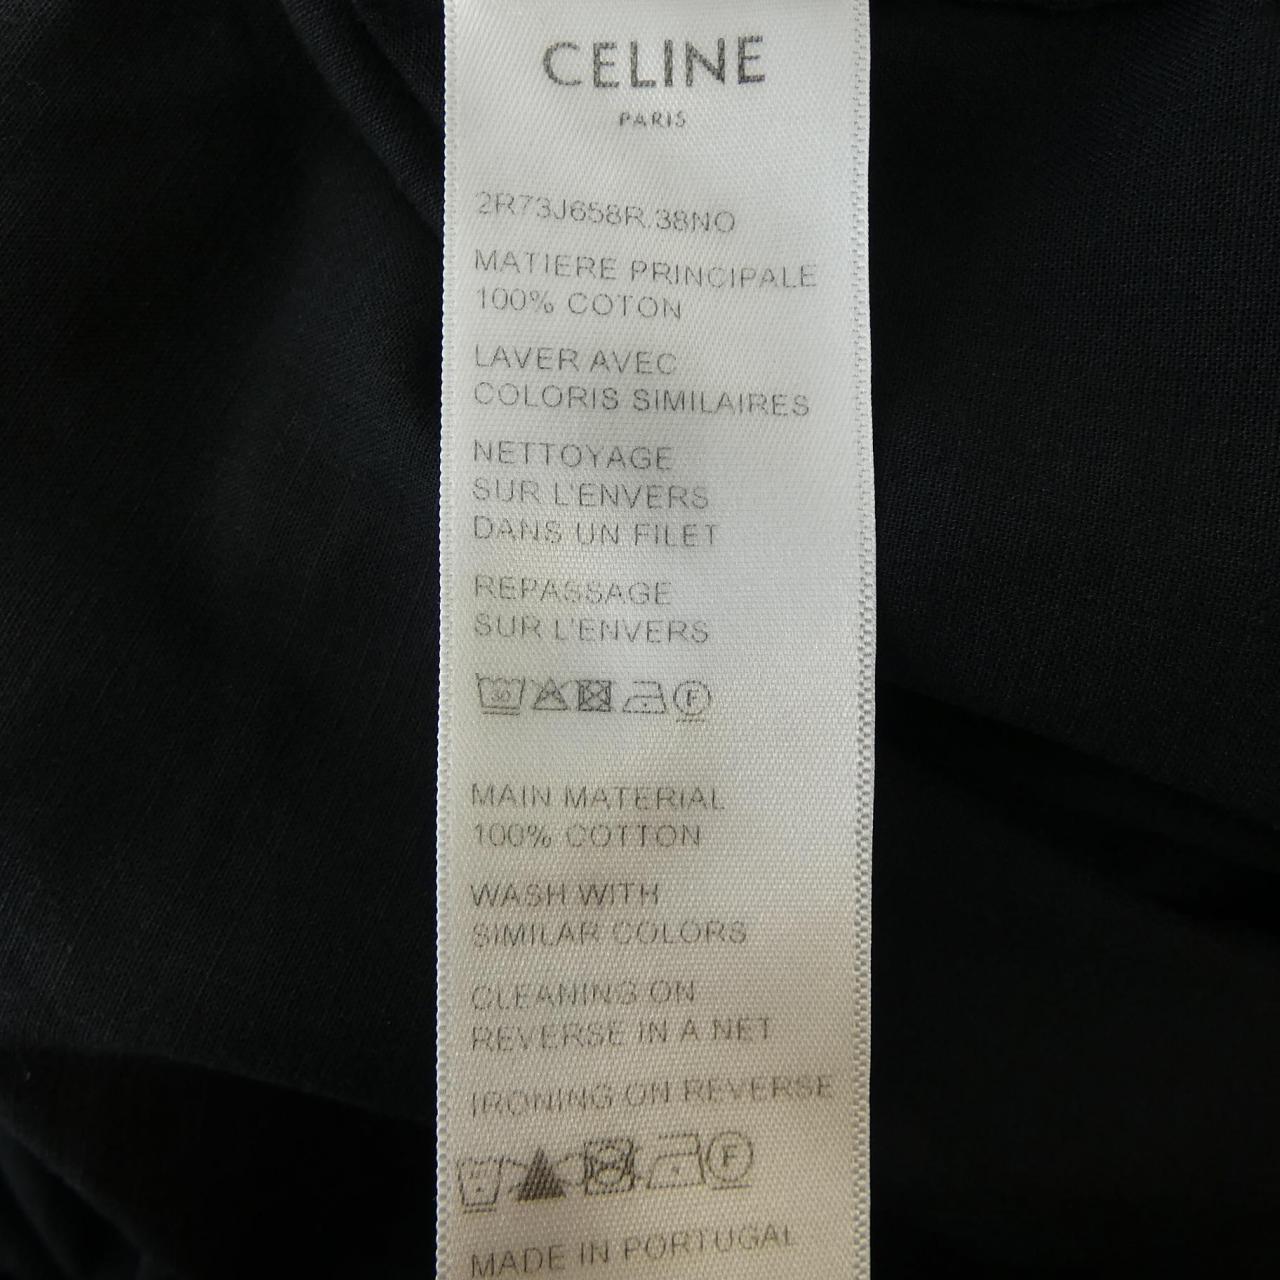 CELINE
PARIS
2R73J658R.38NO
MATIERE PRINCIPALE
100% COTON
LAVER AVEC
COLORIS SIMILAIRES
NETTOYAGE
SUR L'ENVERS
DANS UN FILET
REPASSAGE
SUR L'ENVERS
30 F
MAIN MATERIAL
100% COTTON
WASH WITH
SIMILAR COLORS
CLEANING ON
REVERSE IN A NET
IRONING ON REVERSE
F
MADE IN PORTUGAL